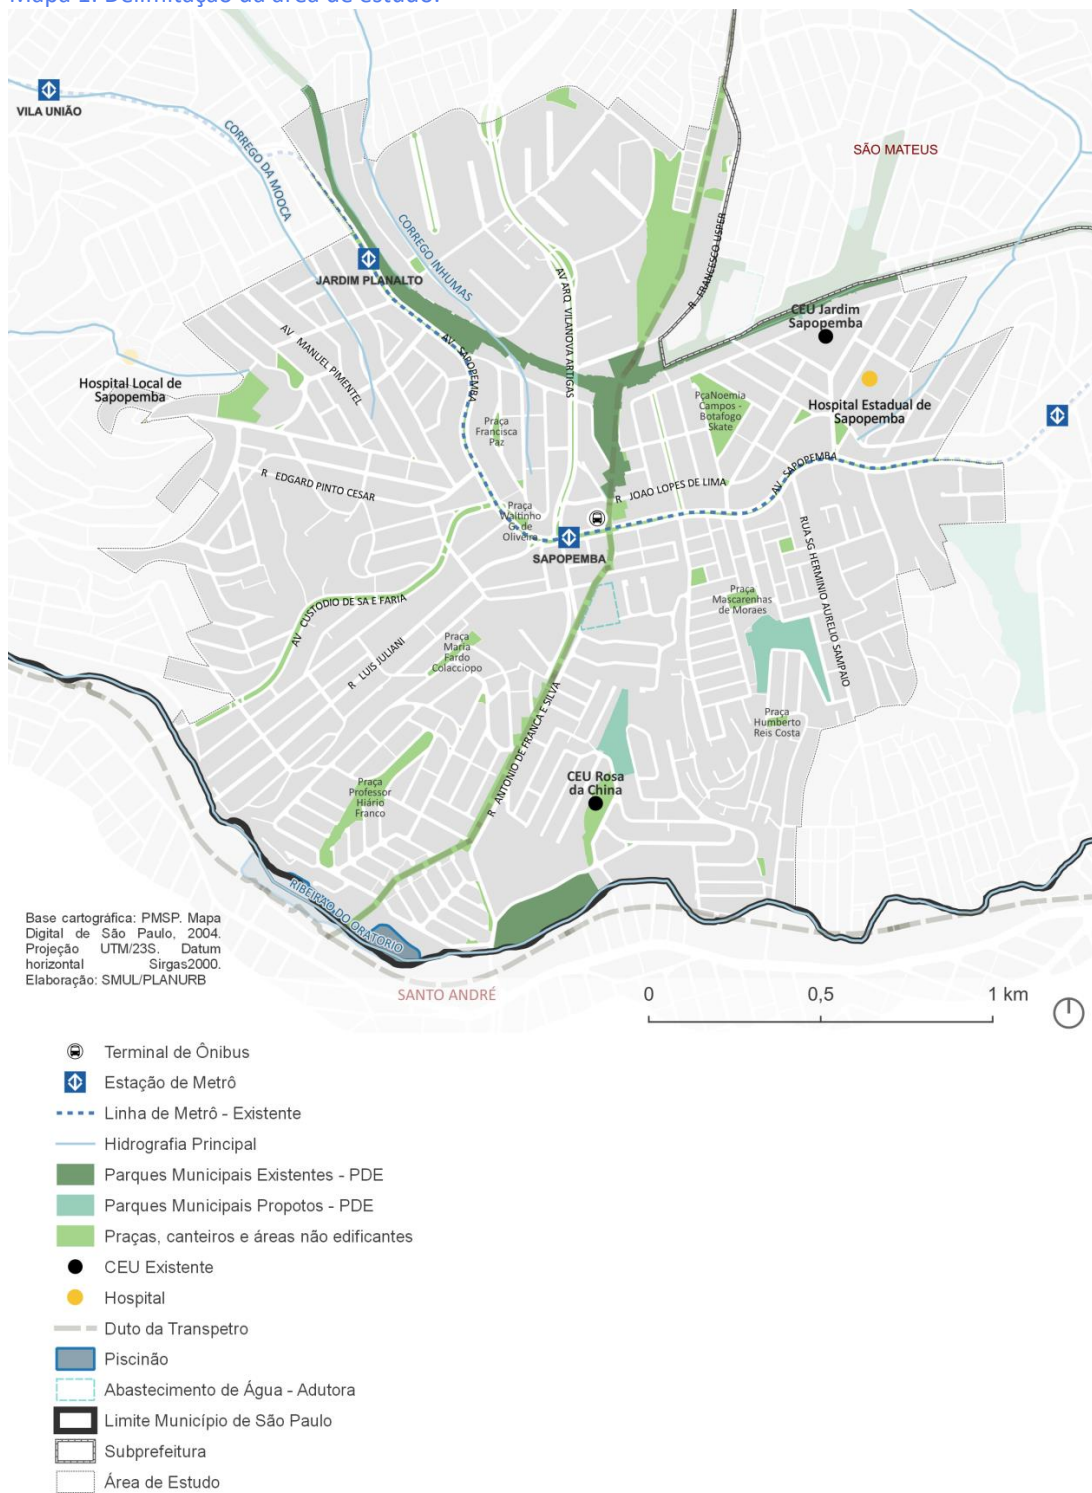 Mapa 1: Delimitação da área de estudo.
VILA UNIÃO
CORREGO DA MOOCA
SÃO MATEUS
CORREGO INHUMAS
R FRANCESCO USPER
JARDIM PLANALTO
AV ARQ. VILANOVA ARTIGAS
CEU Jardim
Sapopemba
AV MANUEL PIMENTEL
AV SAPOPEMBA
Hospital Local de
Sapopemba
PçaNoemia
Campos -
Botafogo
Skate
Hospital Estadual de
Sapopemba
Praça
Francisca
Paz
R EDGARD PINTO CESAR
AV SAPOPEMBA
R JOAO LOPES DE LIMA
Praça
Waltinho
G. de
Oliveira
SAPOPEMBA
RUA SG HERMINIO AURELIO SAMPAIO
AV CUSTODIO DE SA E FARIA
Praça
Mascarenhas
de Moraes
R LUIS JULIANI
Praça
Maria
Fardo
Colacciopo
R ANTONIO DE FRANCA E SILVA
Praça
Humberto
Reis Costa
Praça
Professor
Hiário
Franco
CEU Rosa
da China
RIBEIRAO DO ORATORIO
Base cartográfica: PMSP. Mapa
Digital de São Paulo, 2004.
Projeção UTM/23S. Datum
horizontal Sirgas2000.
Elaboração: SMUL/PLANURB
SANTO ANDRÉ
0 0,5 1 km
Terminal de Ônibus
Estação de Metrô
Linha de Metrô - Existente
Hidrografia Principal
Parques Municipais Existentes - PDE
Parques Municipais Propotos - PDE
Praças, canteiros e áreas não edificantes
CEU Existente
Hospital
Duto da Transpetro
Piscinão
Abastecimento de Água - Adutora
Limite Município de São Paulo
Subprefeitura
Área de Estudo